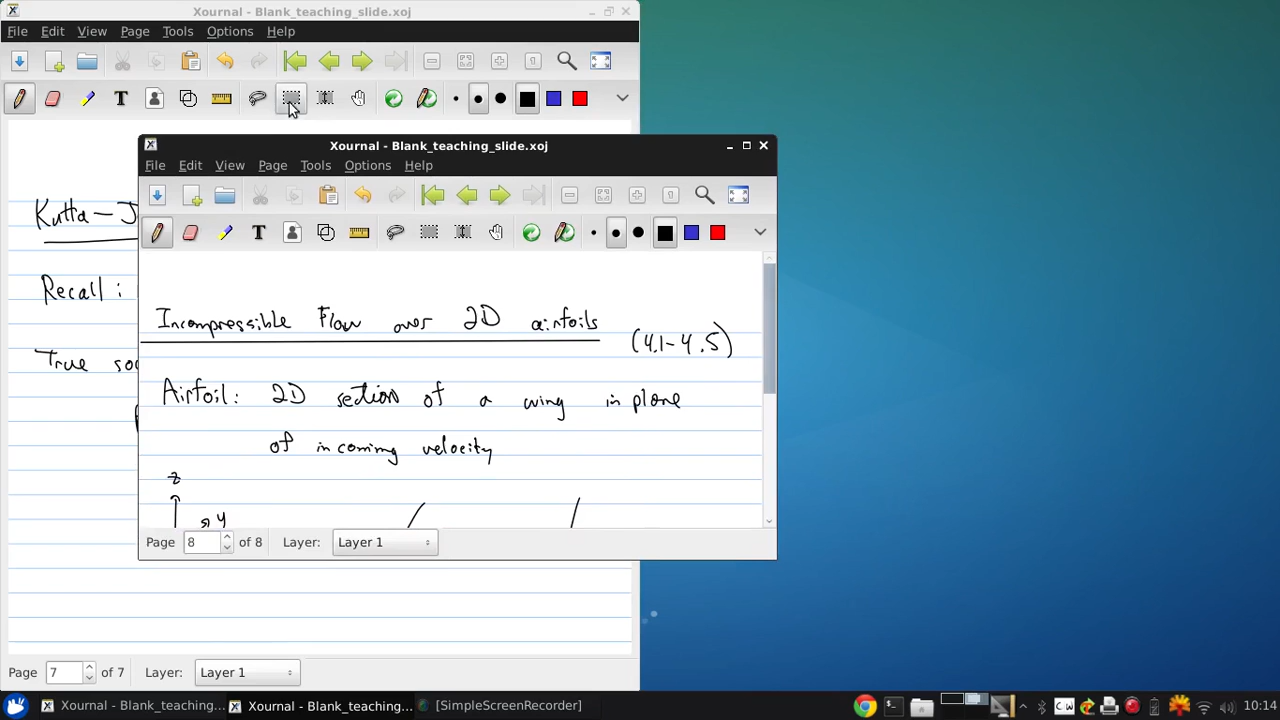 Xournal - Blank_teaching_slide.xoj
File Edit View Page Tools Options Help
Kutta-J
Recall:
True so
Page 7 of 7 Layer: Layer 1
Xournal - Blank_teaching_slide.xoj
File Edit View Page Tools Options Help
Incompressible Flow over 2D airfoils
(4.1-4.5)
Airfoil: 2D section of a wing in plane
of incoming velocity
z
y
Page 8 of 8 Layer: Layer 1
Xournal - Blank_teaching... Xournal - Blank_teaching... [SimpleScreenRecorder] CW 10:14